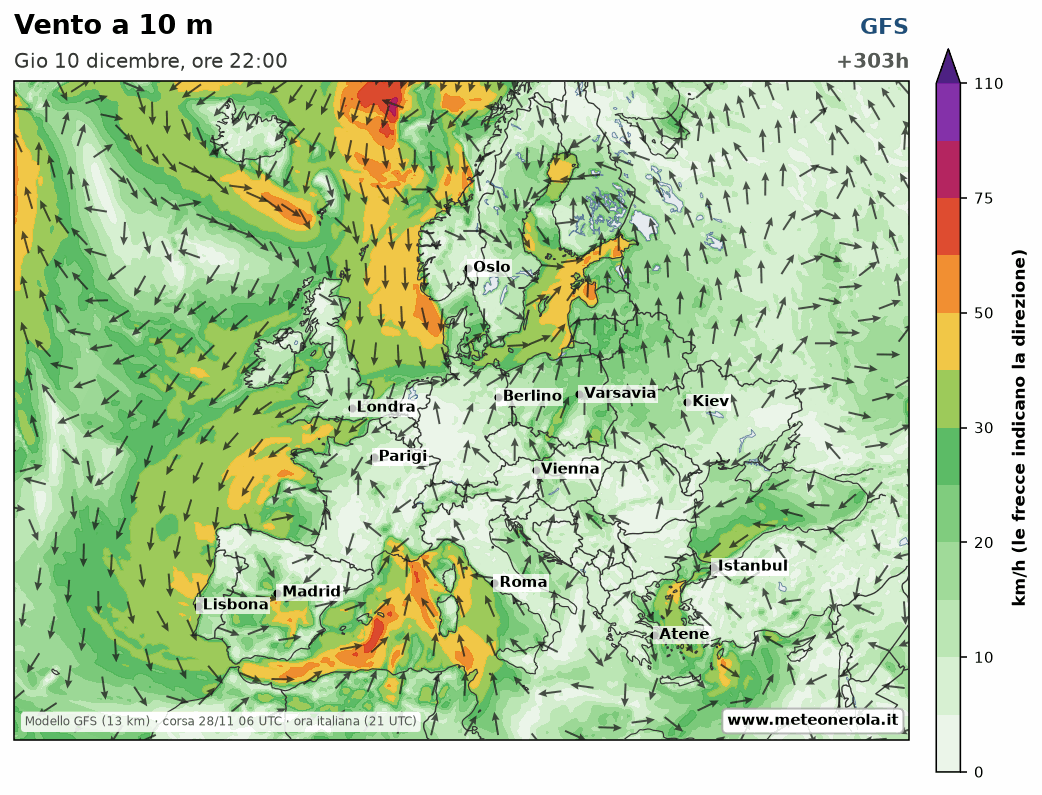 Vento a 10 m
GFS
Gio 10 dicembre, ore 22:00
+303h
110
75
50
30
20
10
0
km/h (le frecce indicano la direzione)
Oslo
Berlino
Varsavia
Kiev
Londra
Parigi
Vienna
Istanbul
Roma
Madrid
Lisbona
Atene
Modello GFS (13 km) · corsa 28/11 06 UTC · ora italiana (21 UTC)
www.meteonerola.it